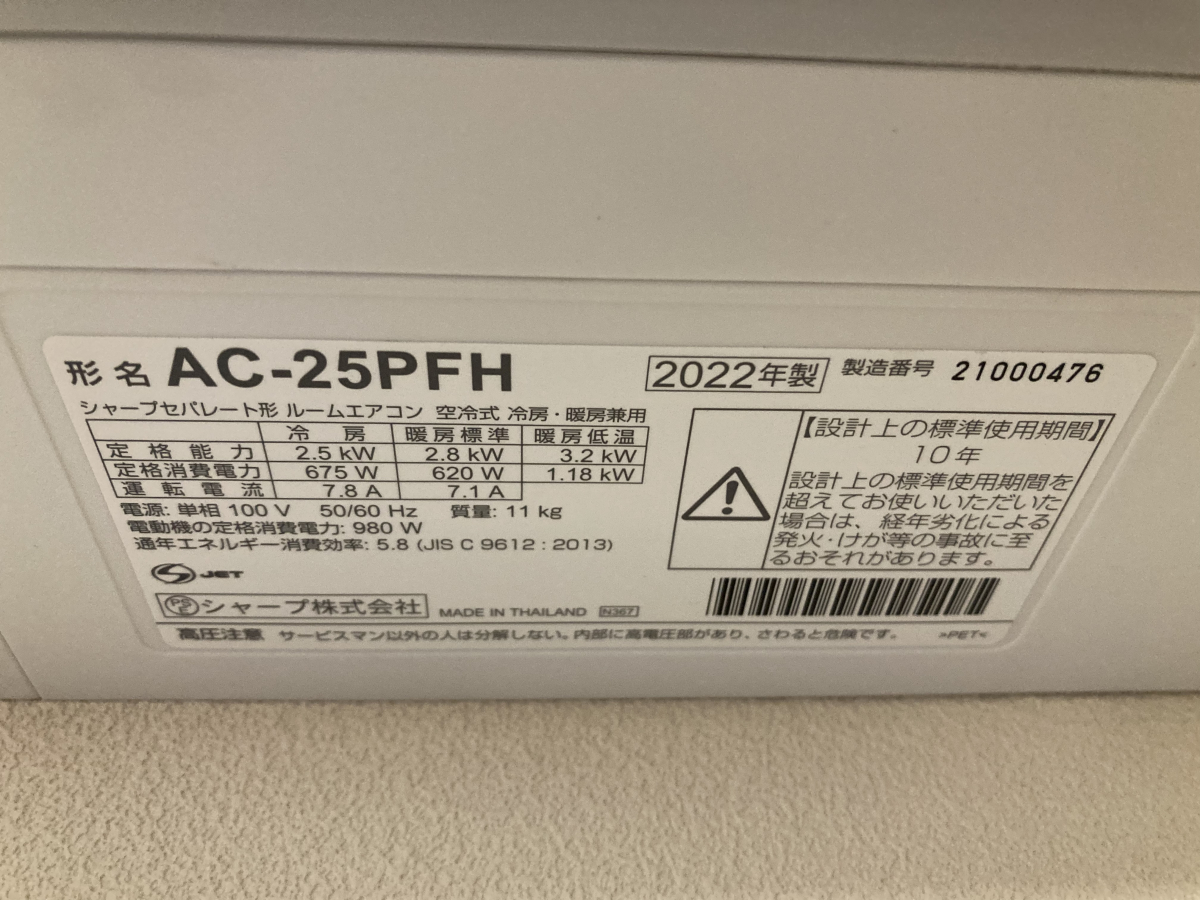 形名 AC-25PFH
2022年製 製造番号 21000476
シャープセパレート形 ルームエアコン 空冷式 冷房・暖房兼用
冷房 暖房標準 暖房低温
定格能力 2.5 kW 2.8 kW 3.2 kW
定格消費電力 675 W 620 W 1.18 kW
運転電流 7.8 A 7.1 A
電源: 単相 100 V 50/60 Hz 質量: 11 kg
電動機の定格消費電力: 980 W
通年エネルギー消費効率: 5.8 (JIS C 9612 : 2013)
JET
PS E シャープ株式会社 MADE IN THAILAND N367
【設計上の標準使用期間】
10年
設計上の標準使用期間を
超えてお使いいただいた
場合は、経年劣化による
発火・けが等の事故に至
るおそれがあります。
高圧注意 サービスマン以外の人は分解しない。内部に高電圧部があり、さわると危険です。 >PET<